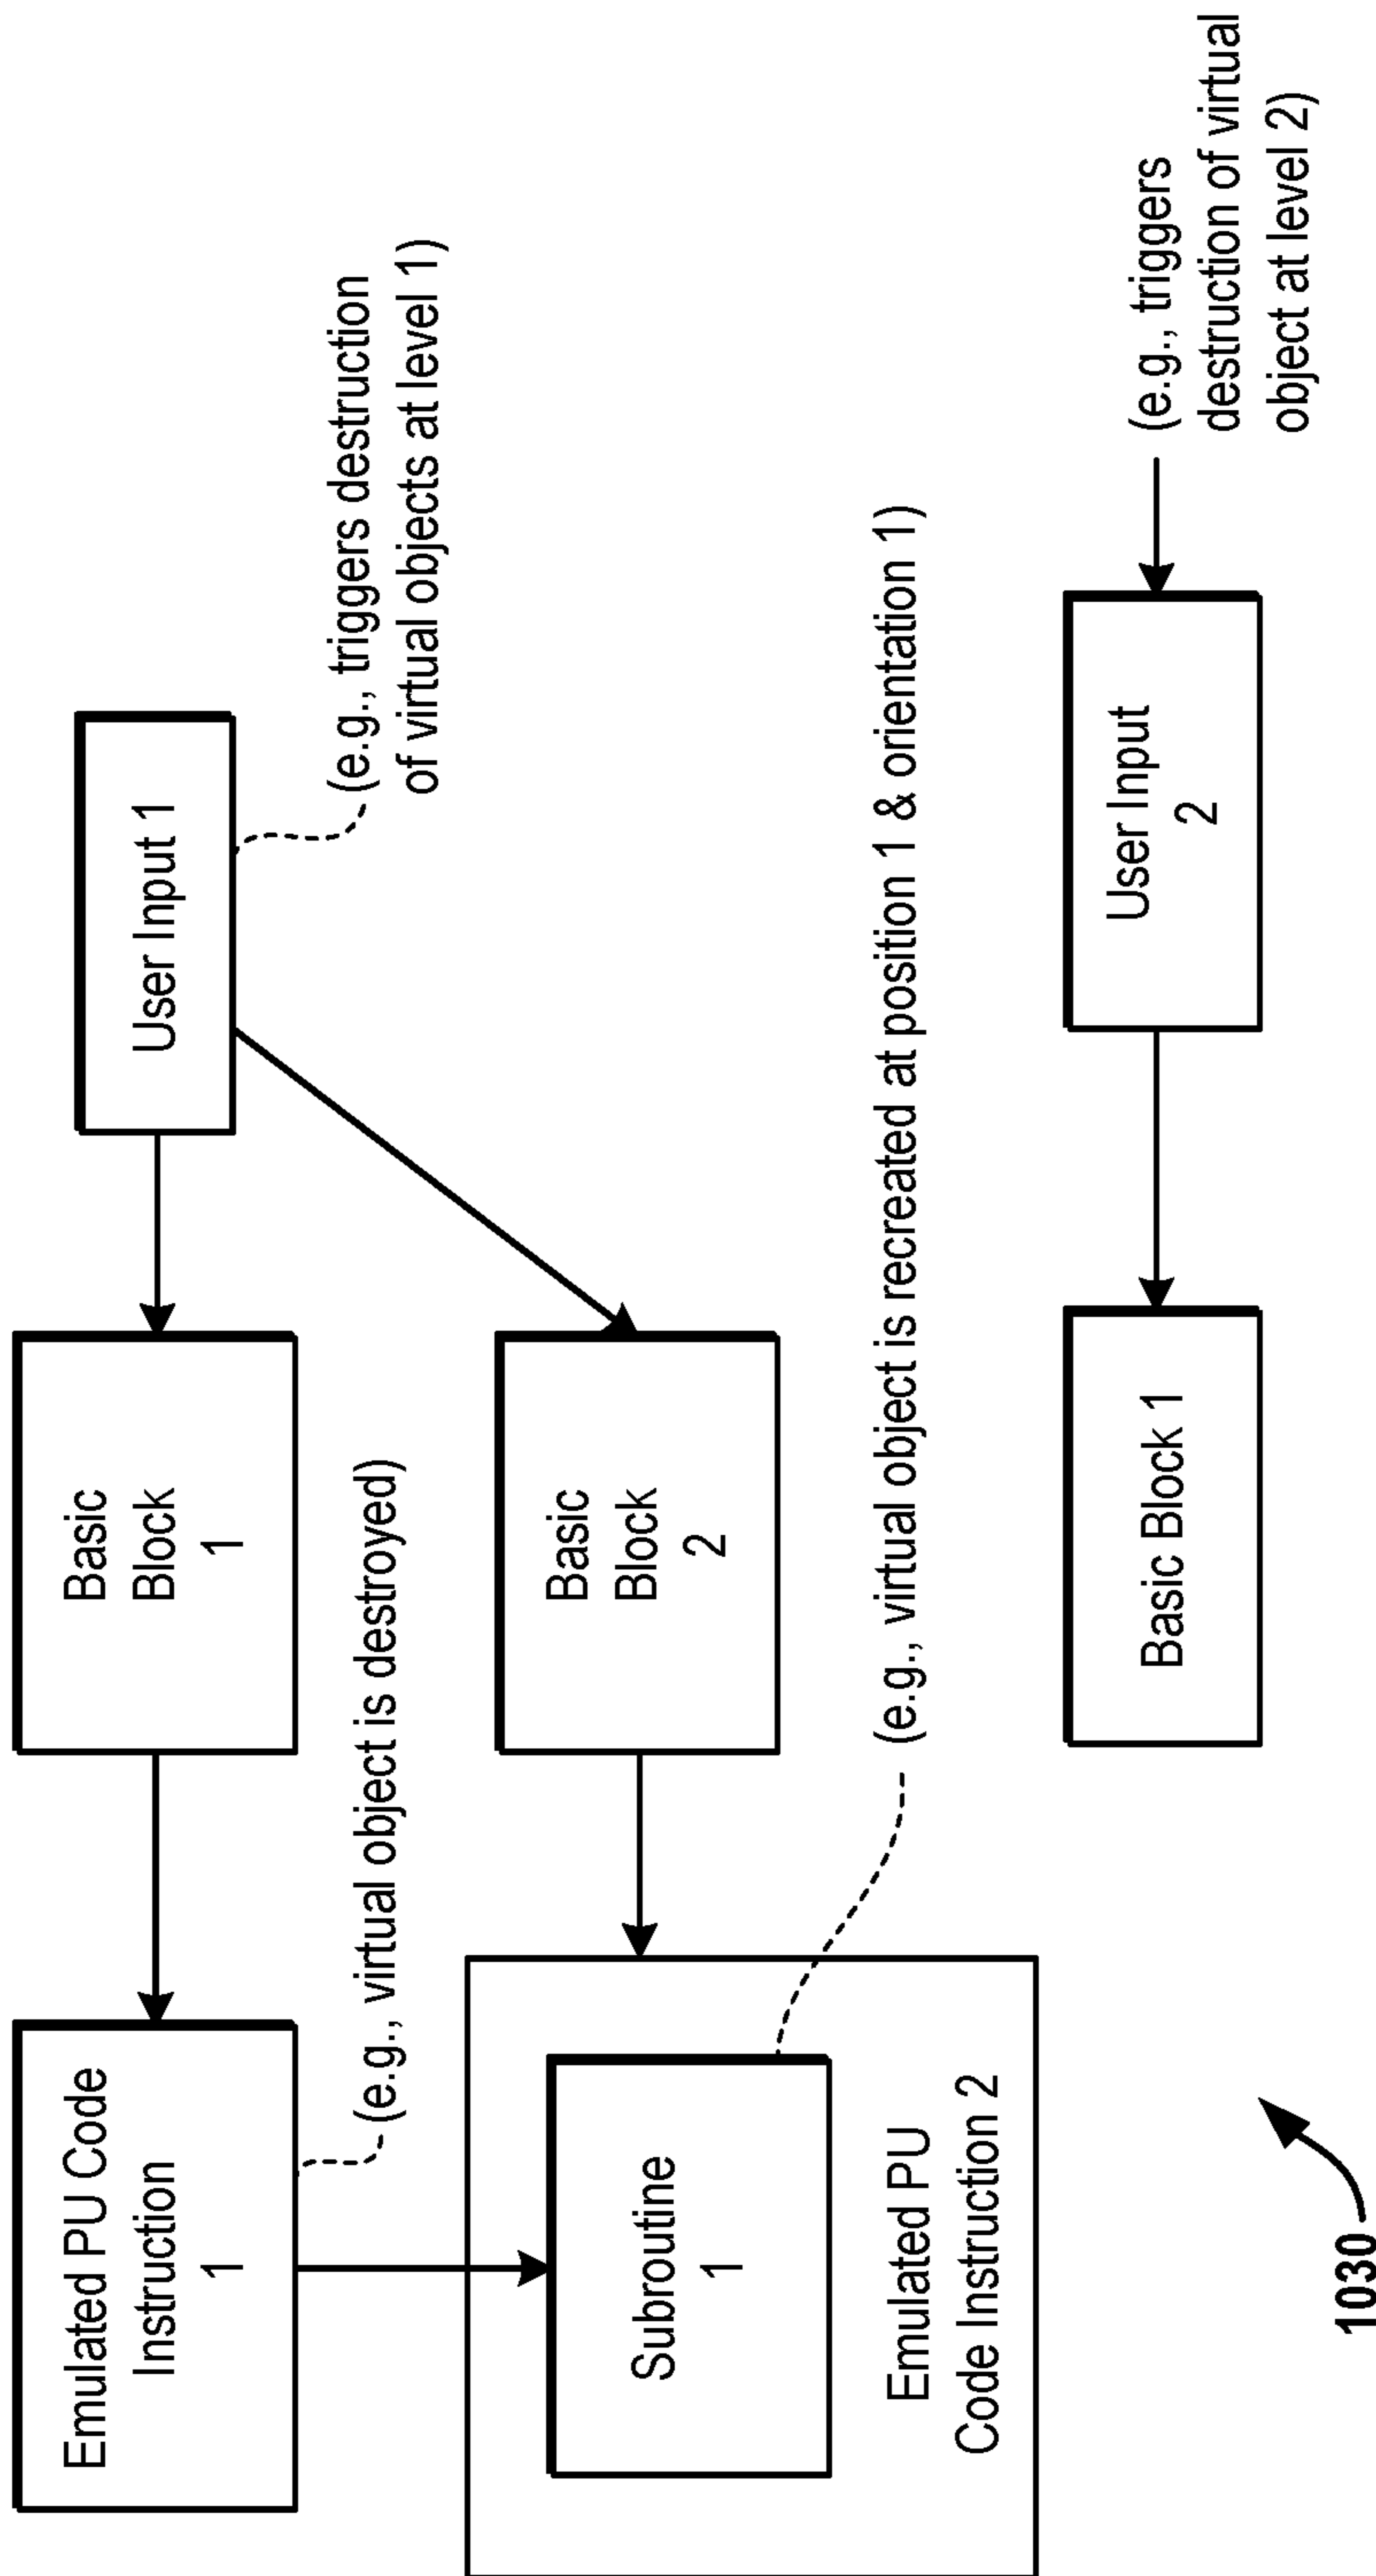 Emulated PU Code
Instruction
1
Basic
Block
1
User Input 1
(e.g., triggers destruction
of virtual objects at level 1)
(e.g., virtual object is destroyed)
Subroutine
1
Emulated PU
Code Instruction 2
Basic
Block
2
(e.g., virtual object is recreated at position 1 & orientation 1)
Basic Block 1
User Input
2
(e.g., triggers
destruction of virtual
object at level 2)
1030